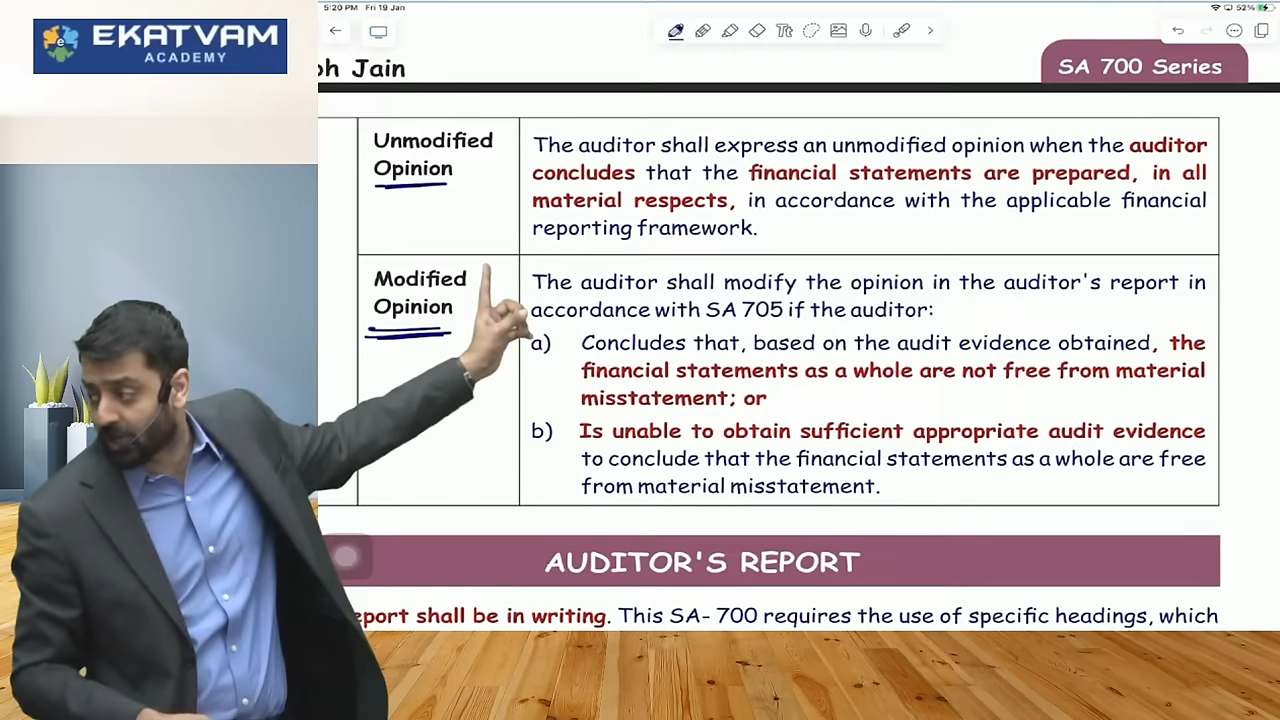 5:20 PM Fri 19 Jan
52%
EKATVAM
ACADEMY
Jain
SA 700 Series
Unmodified
Opinion
The auditor shall express an unmodified opinion when the auditor
concludes that the financial statements are prepared, in all
material respects, in accordance with the applicable financial
reporting framework.
Modified
Opinion
The auditor shall modify the opinion in the auditor's report in
accordance with SA 705 if the auditor:
a) Concludes that, based on the audit evidence obtained, the
financial statements as a whole are not free from material
misstatement; or
b) Is unable to obtain sufficient appropriate audit evidence
to conclude that the financial statements as a whole are free
from material misstatement.
AUDITOR'S REPORT
shall be in writing. This SA- 700 requires the use of specific headings, which